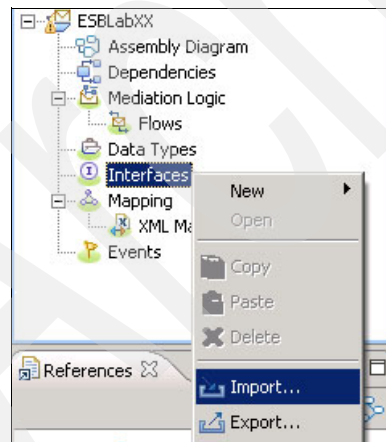 ESBLabXX
Assembly Diagram
Dependencies
Mediation Logic
Flows
Data Types
Interfaces
Mapping
XML
Events
New
Open
Copy
Paste
Delete
Import...
Export...
References